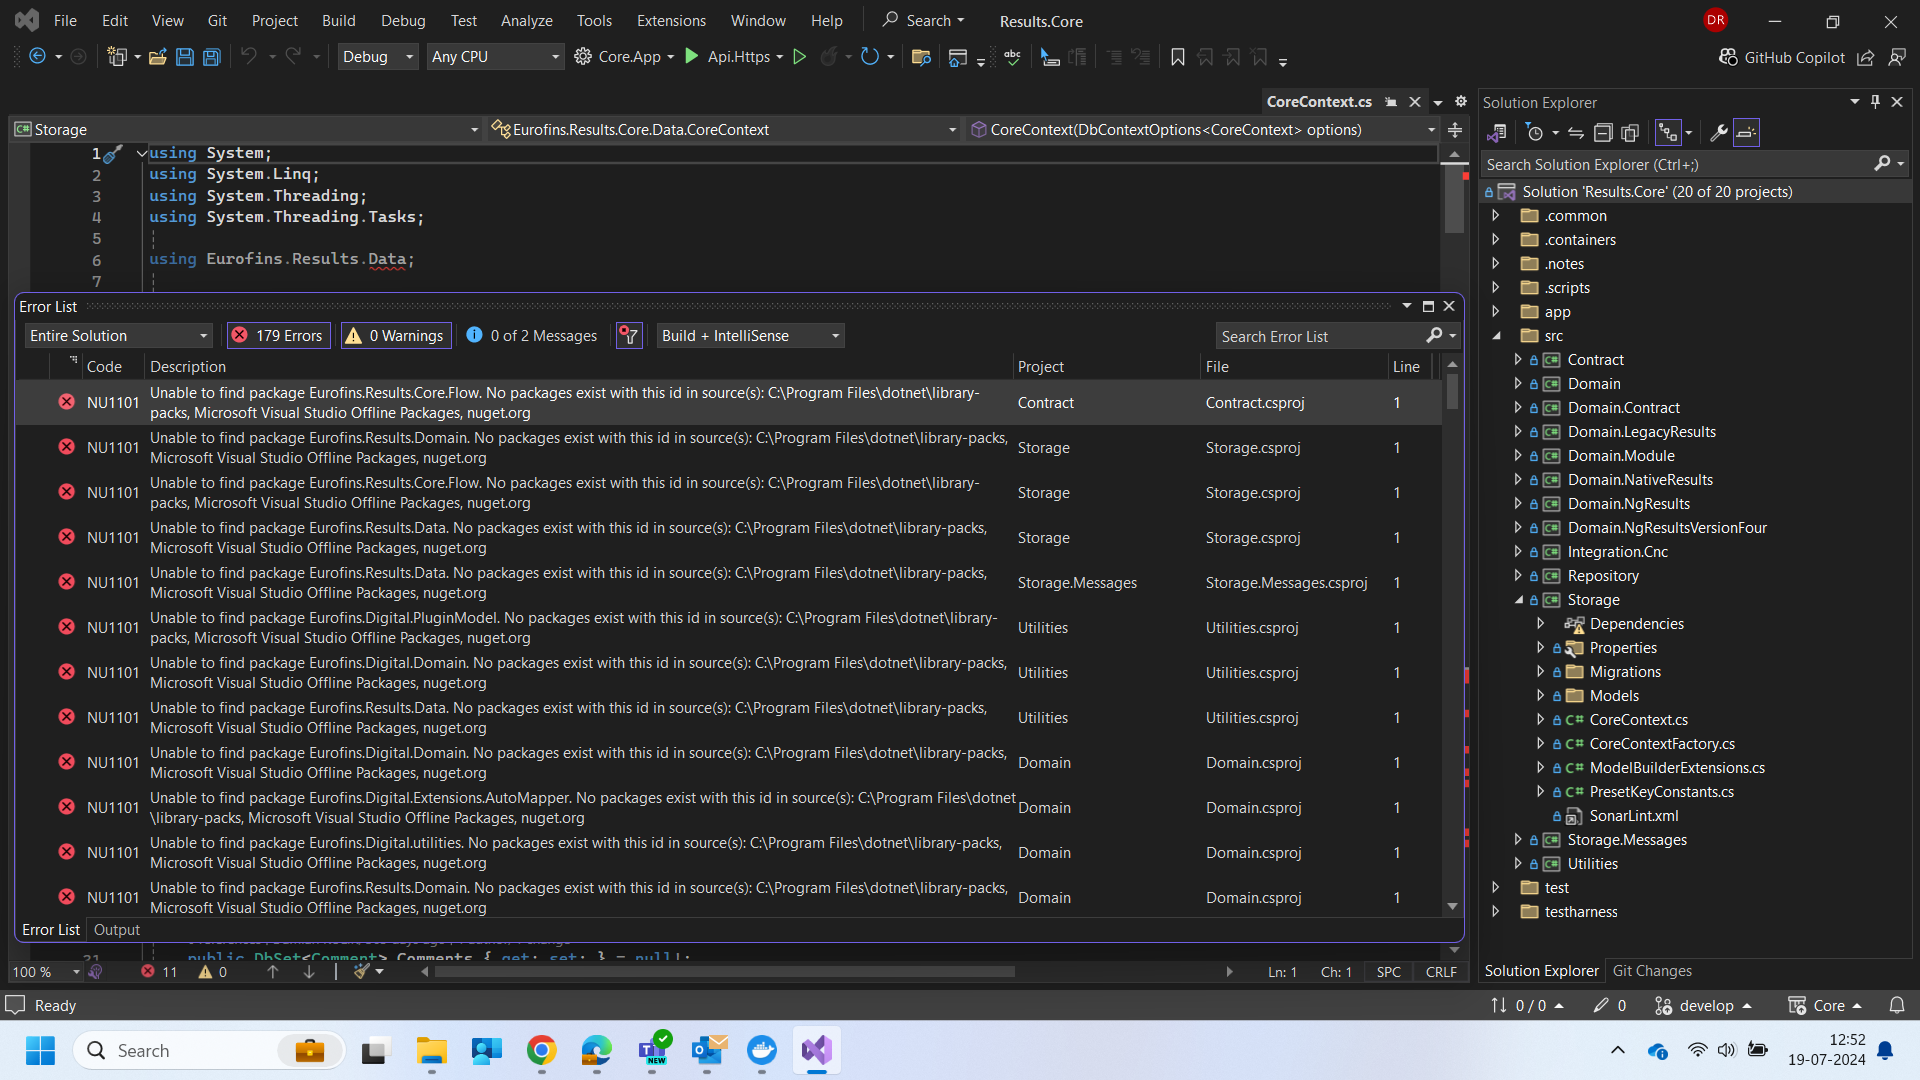 File Edit View Git Project Build Debug Test Analyze Tools Extensions Window Help Search Results.Core DR
Debug Any CPU Core.App Api.Https GitHub Copilot
CoreContext.cs
Storage Eurofins.Results.Core.Data.CoreContext CoreContext(DbContextOptions<CoreContext> options)
1 using System;
2 using System.Linq;
3 using System.Threading;
4 using System.Threading.Tasks;
5
6 using Eurofins.Results.Data;
7
Error List
Entire Solution 179 Errors 0 Warnings 0 of 2 Messages Build + IntelliSense Search Error List
Code Description Project File Line
NU1101 Unable to find package Eurofins.Results.Core.Flow. No packages exist with this id in source(s): C:\Program Files\dotnet\library-
packs, Microsoft Visual Studio Offline Packages, nuget.org Contract Contract.csproj 1
NU1101 Unable to find package Eurofins.Results.Domain. No packages exist with this id in source(s): C:\Program Files\dotnet\library-packs,
Microsoft Visual Studio Offline Packages, nuget.org Storage Storage.csproj 1
NU1101 Unable to find package Eurofins.Results.Core.Flow. No packages exist with this id in source(s): C:\Program Files\dotnet\library-
packs, Microsoft Visual Studio Offline Packages, nuget.org Storage Storage.csproj 1
NU1101 Unable to find package Eurofins.Results.Data. No packages exist with this id in source(s): C:\Program Files\dotnet\library-packs,
Microsoft Visual Studio Offline Packages, nuget.org Storage Storage.csproj 1
NU1101 Unable to find package Eurofins.Results.Data. No packages exist with this id in source(s): C:\Program Files\dotnet\library-packs,
Microsoft Visual Studio Offline Packages, nuget.org Storage.Messages Storage.Messages.csproj 1
NU1101 Unable to find package Eurofins.Digital.PluginModel. No packages exist with this id in source(s): C:\Program Files\dotnet\library-
packs, Microsoft Visual Studio Offline Packages, nuget.org Utilities Utilities.csproj 1
NU1101 Unable to find package Eurofins.Digital.Domain. No packages exist with this id in source(s): C:\Program Files\dotnet\library-packs,
Microsoft Visual Studio Offline Packages, nuget.org Utilities Utilities.csproj 1
NU1101 Unable to find package Eurofins.Results.Data. No packages exist with this id in source(s): C:\Program Files\dotnet\library-packs,
Microsoft Visual Studio Offline Packages, nuget.org Utilities Utilities.csproj 1
NU1101 Unable to find package Eurofins.Digital.Domain. No packages exist with this id in source(s): C:\Program Files\dotnet\library-packs,
Microsoft Visual Studio Offline Packages, nuget.org Domain Domain.csproj 1
NU1101 Unable to find package Eurofins.Digital.Extensions.AutoMapper. No packages exist with this id in source(s): C:\Program Files\dotnet
\library-packs, Microsoft Visual Studio Offline Packages, nuget.org Domain Domain.csproj 1
NU1101 Unable to find package Eurofins.Digital.utilities. No packages exist with this id in source(s): C:\Program Files\dotnet\library-packs,
Microsoft Visual Studio Offline Packages, nuget.org Domain Domain.csproj 1
NU1101 Unable to find package Eurofins.Results.Domain. No packages exist with this id in source(s): C:\Program Files\dotnet\library-packs,
Microsoft Visual Studio Offline Packages, nuget.org Domain Domain.csproj 1
Error List Output
public DbSet<Comment> Comments { get; set; } = null!;
100 % 11 0 Ln: 1 Ch: 1 SPC CRLF
Solution Explorer
Search Solution Explorer (Ctrl+;)
Solution 'Results.Core' (20 of 20 projects)
.common
.containers
.notes
.scripts
app
src
Contract
Domain
Domain.Contract
Domain.LegacyResults
Domain.Module
Domain.NativeResults
Domain.NgResults
Domain.NgResultsVersionFour
Integration.Cnc
Repository
Storage
Dependencies
Properties
Migrations
Models
CoreContext.cs
CoreContextFactory.cs
ModelBuilderExtensions.cs
PresetKeyConstants.cs
SonarLint.xml
Storage.Messages
Utilities
test
testharness
Solution Explorer Git Changes
Ready 0 / 0 0 develop Core
Search NEW 12:52
19-07-2024